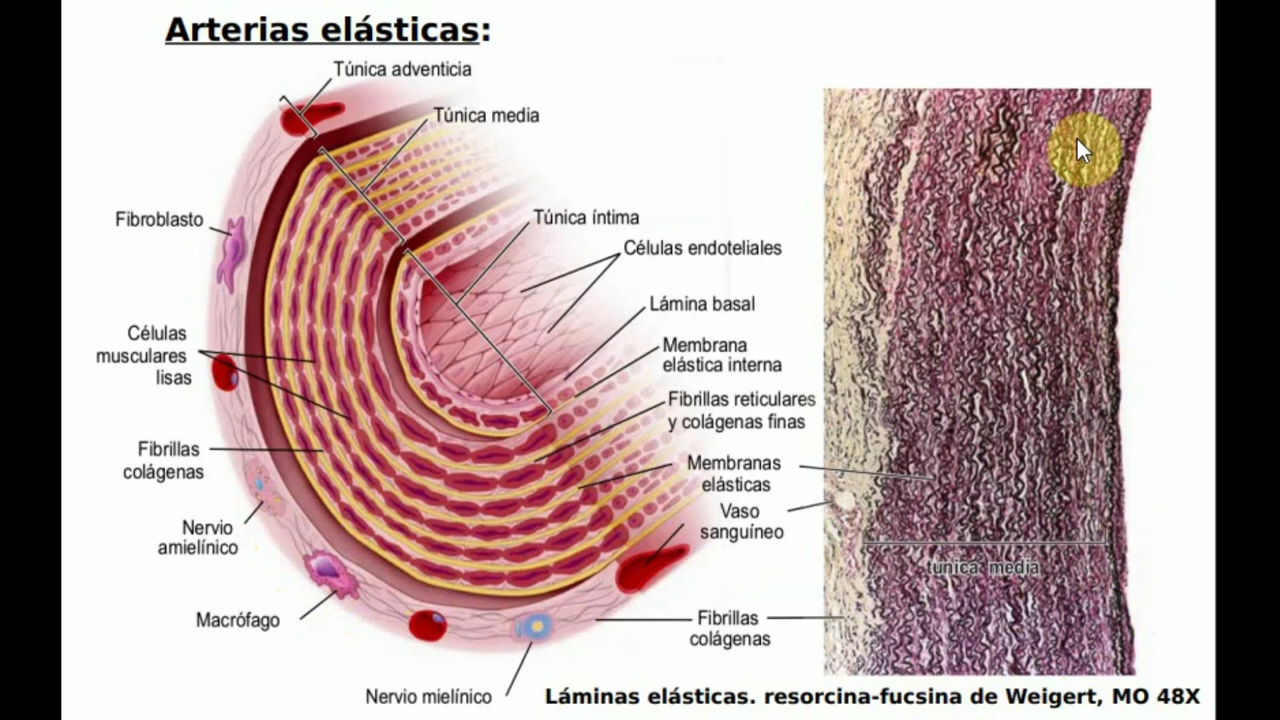 Arterias elásticas:
Túnica adventicia
Túnica media
Túnica íntima
Células endoteliales
Lámina basal
Membrana
elástica interna
Fibrillas reticulares
y colágenas finas
Membranas
elásticas
Vaso
sanguíneo
Fibrillas
colágenas
Fibroblasto
Células
musculares
lisas
Fibrillas
colágenas
Nervio
amielínico
Macrófago
Nervio mielínico
túnica media
Láminas elásticas. resorcina-fucsina de Weigert, MO 48X